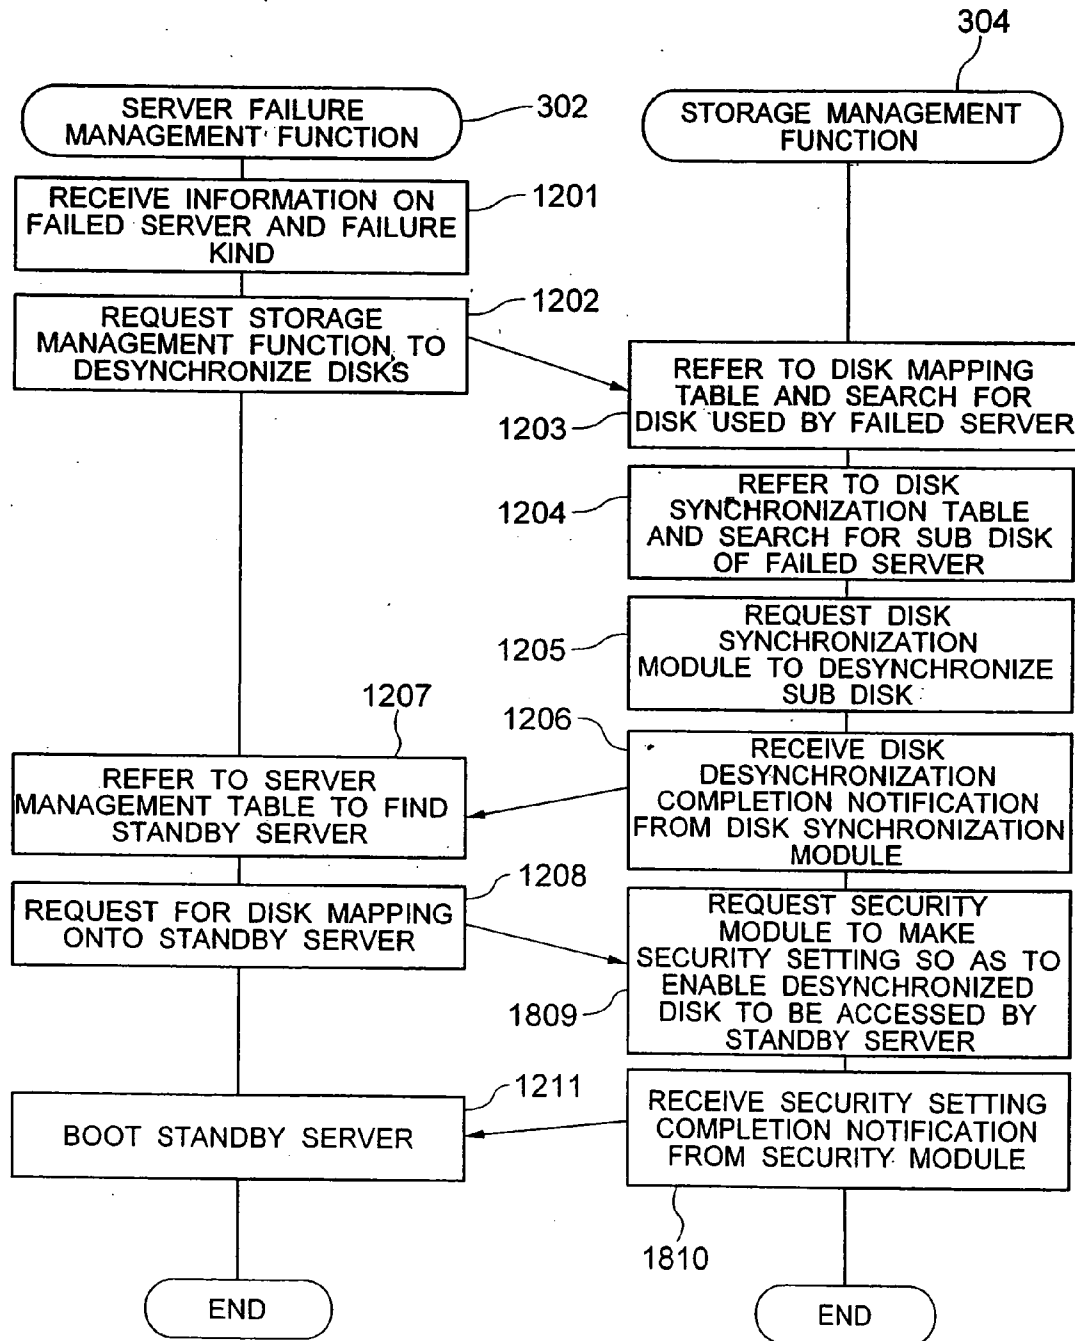 304
SERVER FAILURE
MANAGEMENT FUNCTION
302
STORAGE MANAGEMENT
FUNCTION
RECEIVE INFORMATION ON
FAILED SERVER AND FAILURE
KIND
1201
REQUEST STORAGE
MANAGEMENT FUNCTION TO
DESYNCHRONIZE DISKS
1202
REFER TO DISK MAPPING
TABLE AND SEARCH FOR
DISK USED BY FAILED SERVER
1203
REFER TO DISK
SYNCHRONIZATION TABLE
AND SEARCH FOR SUB DISK
OF FAILED SERVER
1204
REQUEST DISK
SYNCHRONIZATION
MODULE TO DESYNCHRONIZE
SUB DISK
1205
1206
RECEIVE DISK
DESYNCHRONIZATION
COMPLETION NOTIFICATION
FROM DISK SYNCHRONIZATION
MODULE
1207
REFER TO SERVER
MANAGEMENT TABLE TO FIND
STANDBY SERVER
1208
REQUEST FOR DISK MAPPING
ONTO STANDBY SERVER
REQUEST SECURITY
MODULE TO MAKE
SECURITY SETTING SO AS TO
ENABLE DESYNCHRONIZED
DISK TO BE ACCESSED BY
STANDBY SERVER
1809
1211
BOOT STANDBY SERVER
RECEIVE SECURITY SETTING
COMPLETION NOTIFICATION
FROM SECURITY MODULE
1810
END
END